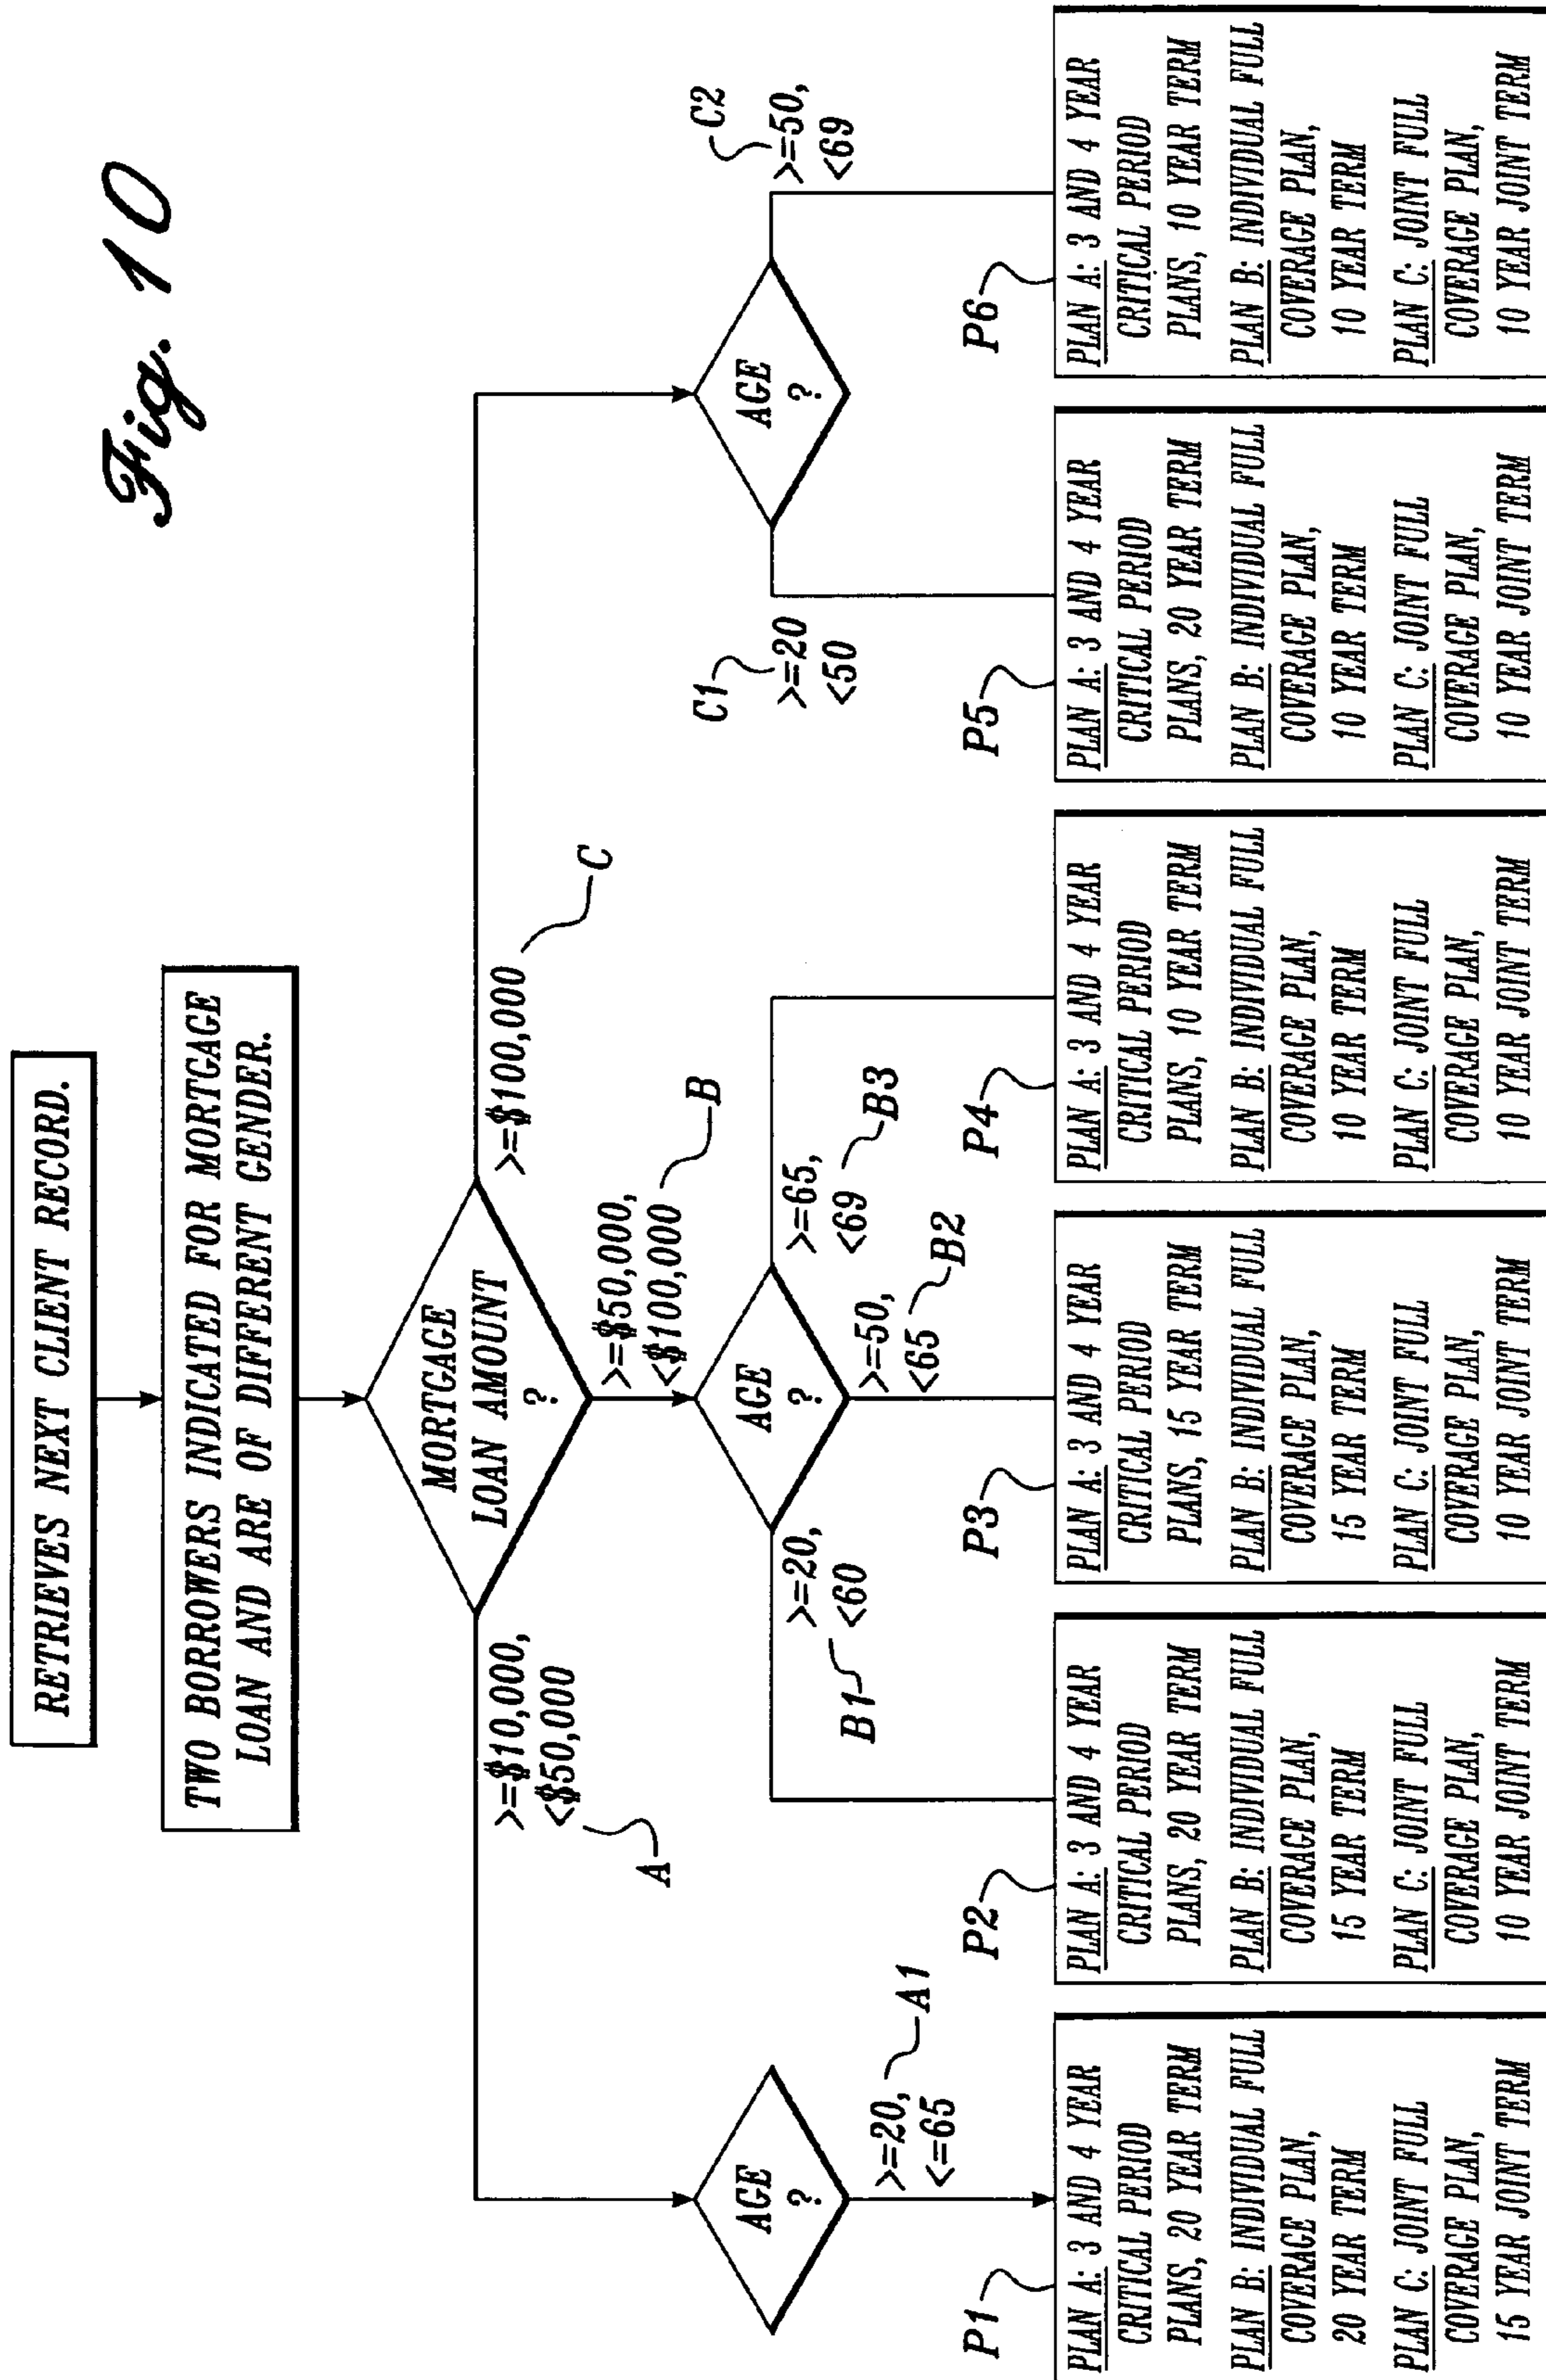 Fig. 10
RETRIEVES NEXT CLIENT RECORD.
TWO BORROWERS INDICATED FOR MORTGAGE
LOAN AND ARE OF DIFFERENT GENDER.
MORTGAGE
LOAN AMOUNT
?
>=$10,000,
<$50,000
A
>=$50,000,
<$100,000
B
>=$100,000
C
AGE
?
>=20,
<=65
A1
AGE
?
>=20,
<60
B1
>=50,
<65
B2
>=65,
<69
B3
AGE
?
C1
>=20
<50
C2
>=50,
<69
P1
PLAN A: 3 AND 4 YEAR
CRITICAL PERIOD
PLANS, 20 YEAR TERM
PLAN B: INDIVIDUAL FULL
COVERAGE PLAN,
20 YEAR TERM
PLAN C: JOINT FULL
COVERAGE PLAN,
15 YEAR JOINT TERM
P2
PLAN A: 3 AND 4 YEAR
CRITICAL PERIOD
PLANS, 20 YEAR TERM
PLAN B: INDIVIDUAL FULL
COVERAGE PLAN,
15 YEAR TERM
PLAN C: JOINT FULL
COVERAGE PLAN,
10 YEAR JOINT TERM
P3
PLAN A: 3 AND 4 YEAR
CRITICAL PERIOD
PLANS, 15 YEAR TERM
PLAN B: INDIVIDUAL FULL
COVERAGE PLAN,
15 YEAR TERM
PLAN C: JOINT FULL
COVERAGE PLAN,
10 YEAR JOINT TERM
P4
PLAN A: 3 AND 4 YEAR
CRITICAL PERIOD
PLANS, 10 YEAR TERM
PLAN B: INDIVIDUAL FULL
COVERAGE PLAN,
10 YEAR TERM
PLAN C: JOINT FULL
COVERAGE PLAN,
10 YEAR JOINT TERM
P5
PLAN A: 3 AND 4 YEAR
CRITICAL PERIOD
PLANS, 20 YEAR TERM
PLAN B: INDIVIDUAL FULL
COVERAGE PLAN,
10 YEAR TERM
PLAN C: JOINT FULL
COVERAGE PLAN,
10 YEAR JOINT TERM
P6
PLAN A: 3 AND 4 YEAR
CRITICAL PERIOD
PLANS, 10 YEAR TERM
PLAN B: INDIVIDUAL FULL
COVERAGE PLAN,
10 YEAR TERM
PLAN C: JOINT FULL
COVERAGE PLAN,
10 YEAR JOINT TERM